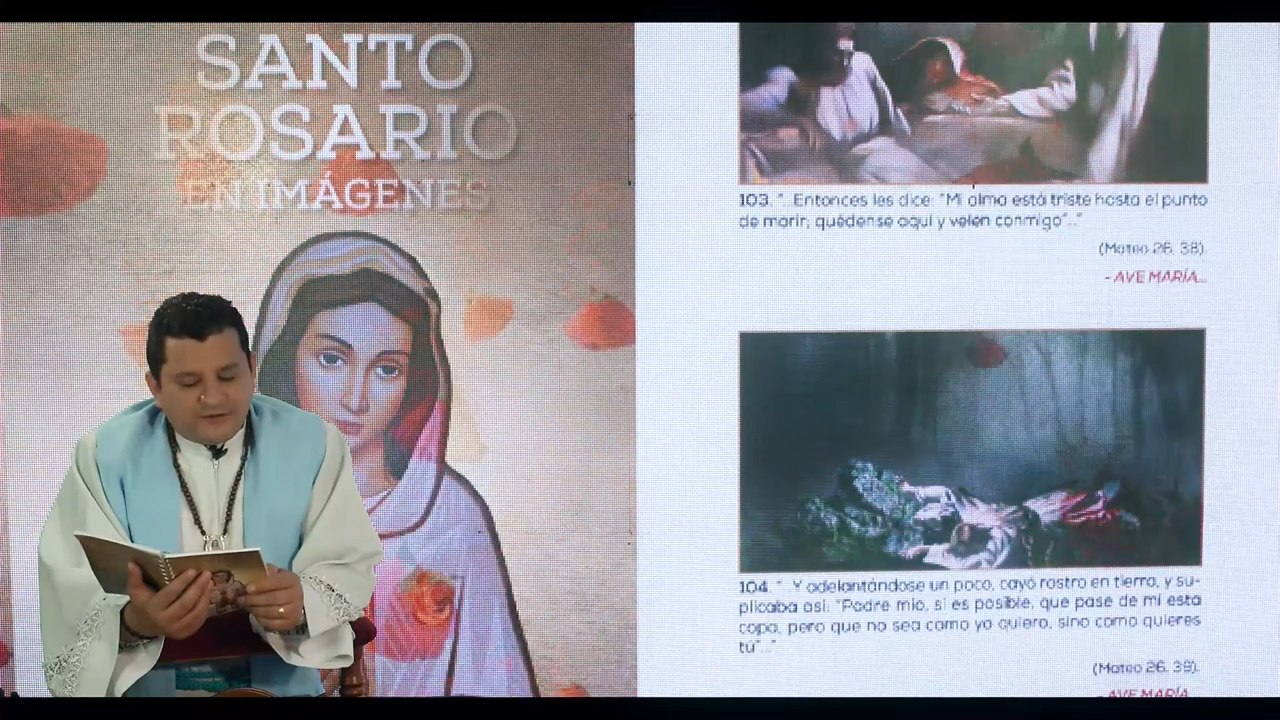 SANTO
ROSARIO
EN IMÁGENES
103. “. Entonces les dice: “Mi alma está triste hasta el punto
de morir; quédense aquí y velen conmigo”..”
(Mateo 26, 38).
- AVE MARÍA...
104. “ Y adelantándose un poco, cayó rostro en tierra, y su-
plicaba así: “Padre mío, si es posible, que pase de mí esta
copa, pero que no sea como yo quiero, sino como quieres
tú”...”
(Mateo 26, 39).
- AVE MARÍA...